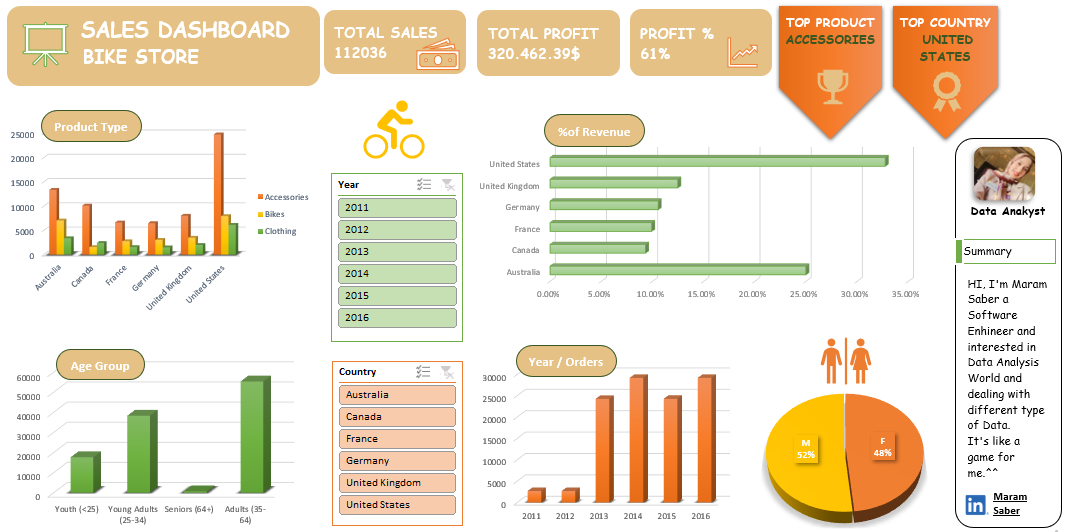 SALES DASHBOARD
BIKE STORE
TOTAL SALES
112036
TOTAL PROFIT
320.462.39$
PROFIT %
61%
TOP PRODUCT
ACCESSORIES
TOP COUNTRY
UNITED
STATES
Product Type
25000
20000
15000
10000
5000
0
Australia
Canada
France
Germany
United Kingdom
United States
Accessories
Bikes
Clothing
Year
2011
2012
2013
2014
2015
2016
%of Revenue
United States
United Kingdom
Germany
France
Canada
Australia
0.00%
5.00%
10.00%
15.00%
20.00%
25.00%
30.00%
35.00%
Data Anakyst
Summary
HI, I'm Maram
Saber a
Software
Enhineer and
interested in
Data Analysis
World and
dealing with
different type
of Data.
It's like a
game for
me.^^
in
Maram
Saber
Age Group
60000
50000
40000
30000
20000
10000
0
Youth (<25)
Young Adults
(25-34)
Seniors (64+)
Adults (35-
64)
Country
Australia
Canada
France
Germany
United Kingdom
United States
Year / Orders
30000
25000
20000
15000
10000
5000
0
2011
2012
2013
2014
2015
2016
M
52%
F
48%